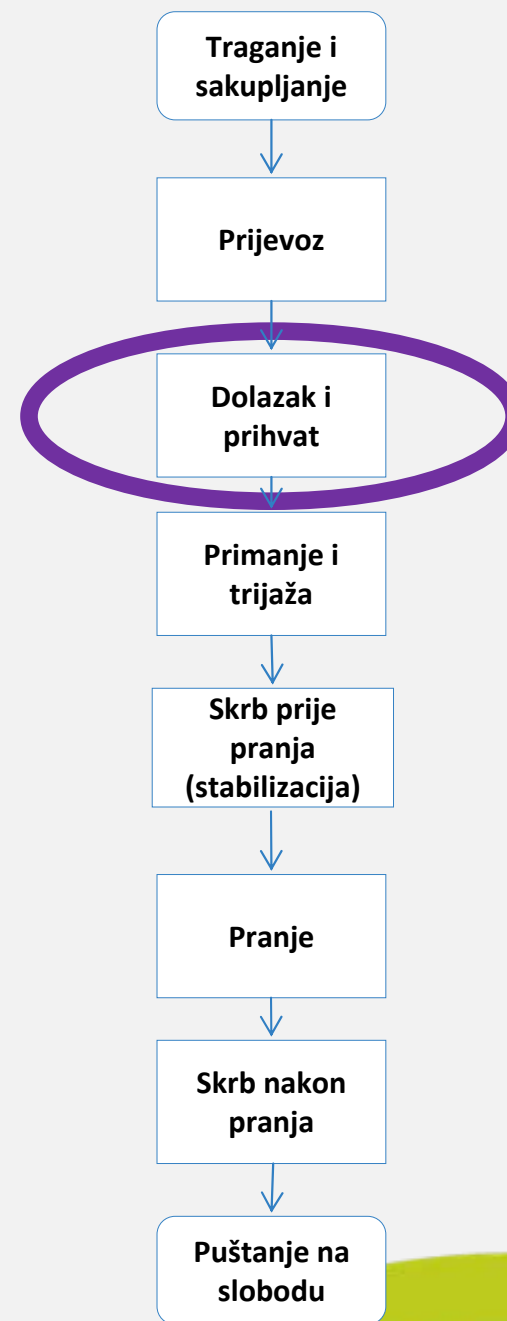 Traganje i
sakupljanje
Prijevoz
Dolazak i
prihvat
Primanje i
trijaža
Skrb prije
pranja
(stabilizacija)
Pranje
Skrb nakon
pranja
Puštanje na
slobodu